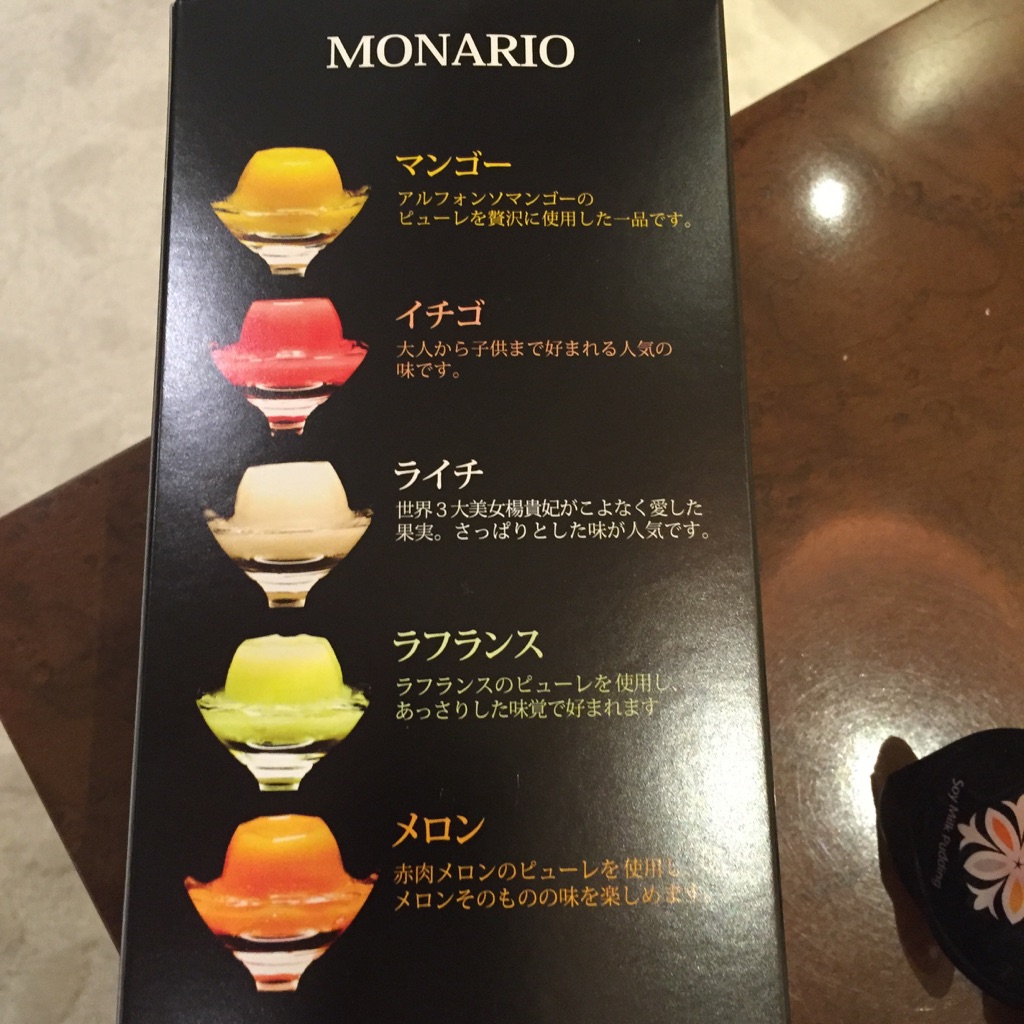 MONARIO
マンゴー
アルフォンソマンゴーの
ピューレを贅沢に使用した一品です。
イチゴ
大人から子供まで好まれる人気の
味です。
ライチ
世界３大美女楊貴妃がこよなく愛した
果実。さっぱりとした味が人気です。
ラフランス
ラフランスのピューレを使用し、
あっさりした味覚で好まれます
メロン
赤肉メロンのピューレを使用し
メロンそのものの味を楽しめます。
Soy Milk Pudding